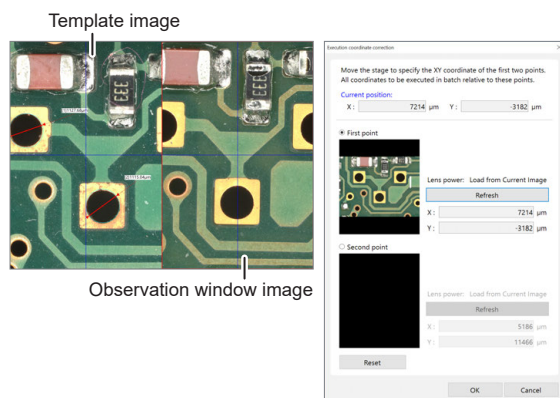 Template image
Observation window image
Execution coordinate correction
Move the stage to specify the XY coordinate of the first two points.
All coordinates to be executed in batch relative to these points.
Current position:
X : 7214 µm Y : -3182 µm
First point
Lens power: Load from Current Image
Refresh
X : 7214 µm
Y : -3182 µm
Second point
Lens power: Load from Current Image
Refresh
X : 5186 µm
Y : 11466 µm
Reset
OK Cancel